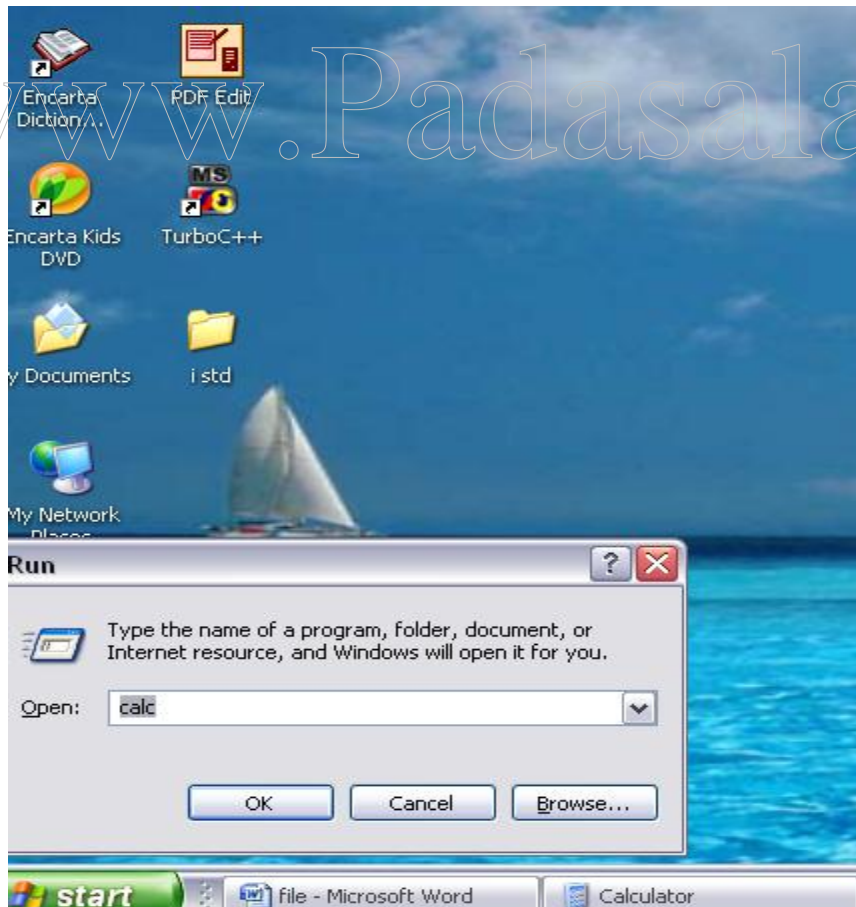 www.Padasala
Encarta
Diction...
PDF Edit
Encarta Kids
DVD
MS
TurboC++
y Documents
i std
My Network
Places
Run
Type the name of a program, folder, document, or
Internet resource, and Windows will open it for you.
Open:
calc
OK
Cancel
Browse...
start
file - Microsoft Word
Calculator